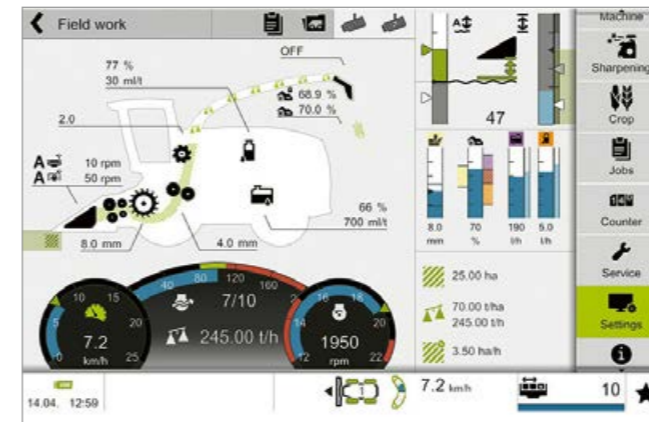 Field work
Machine
OFF
77 %
30 ml/t
68.9 %
70.0 %
2.0
A
10 rpm
A
50 rpm
66 %
700 ml/t
8.0 mm
4.0 mm
A
47
8.0
mm
70
%
190
l/h
5.0
l/h
25.00 ha
70.00 t/ha
245.00 t/h
3.50 ha/h
40 80 120 160
7/10
245.00 t/h
0 5 10 15 20 25
7.2
km/h
12 14 16 18 20 22
1950
rpm
Sharpening
Crop
Jobs
Counter
Service
Settings
14.04. 12:59
7.2 km/h
10